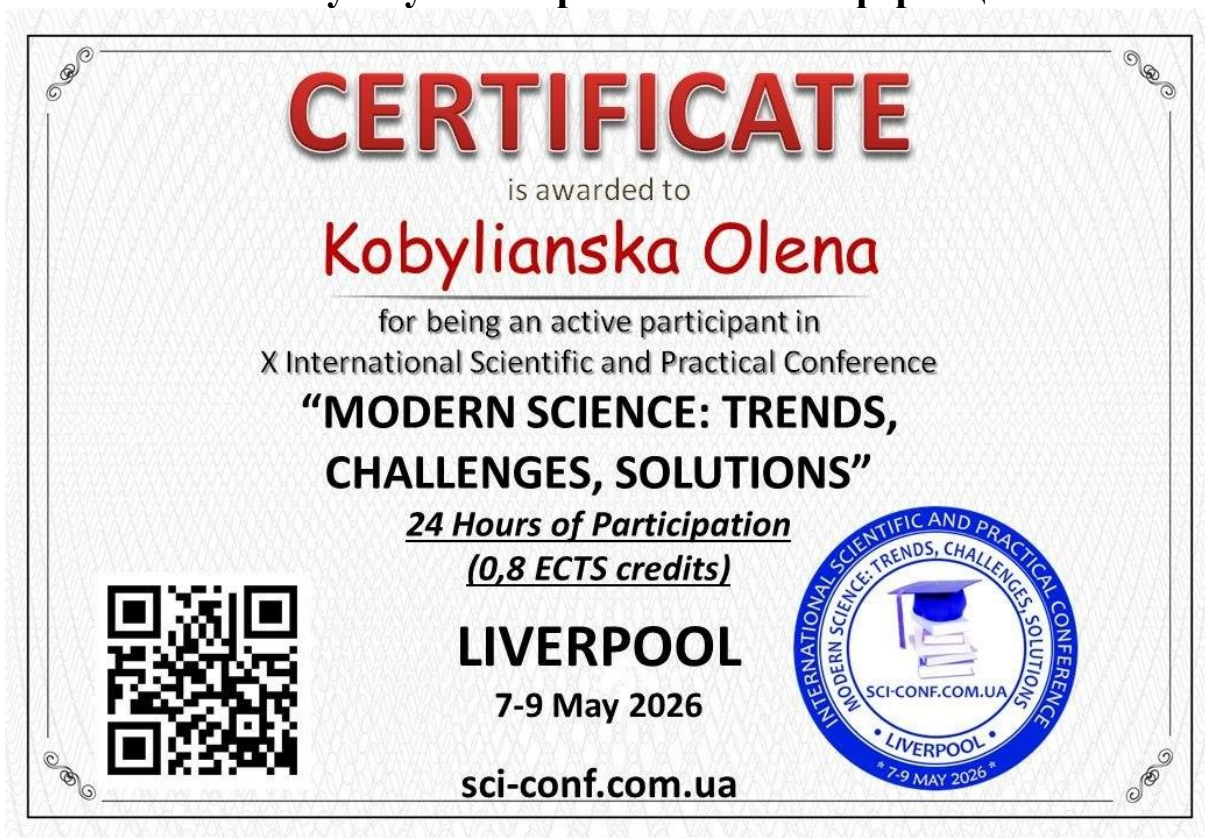 CERTIFICATE
is awarded to
Kobylianska Olena
for being an active participant in
X International Scientific and Practical Conference
“MODERN SCIENCE: TRENDS,
CHALLENGES, SOLUTIONS”
24 Hours of Participation
(0,8 ECTS credits)
LIVERPOOL
7-9 May 2026
sci-conf.com.ua
INTERNATIONAL SCIENTIFIC AND PRACTICAL CONFERENCE
MODERN SCIENCE: TRENDS, CHALLENGES, SOLUTIONS
SCI-CONF.COM.UA
• LIVERPOOL •
* 7-9 MAY 2026 *